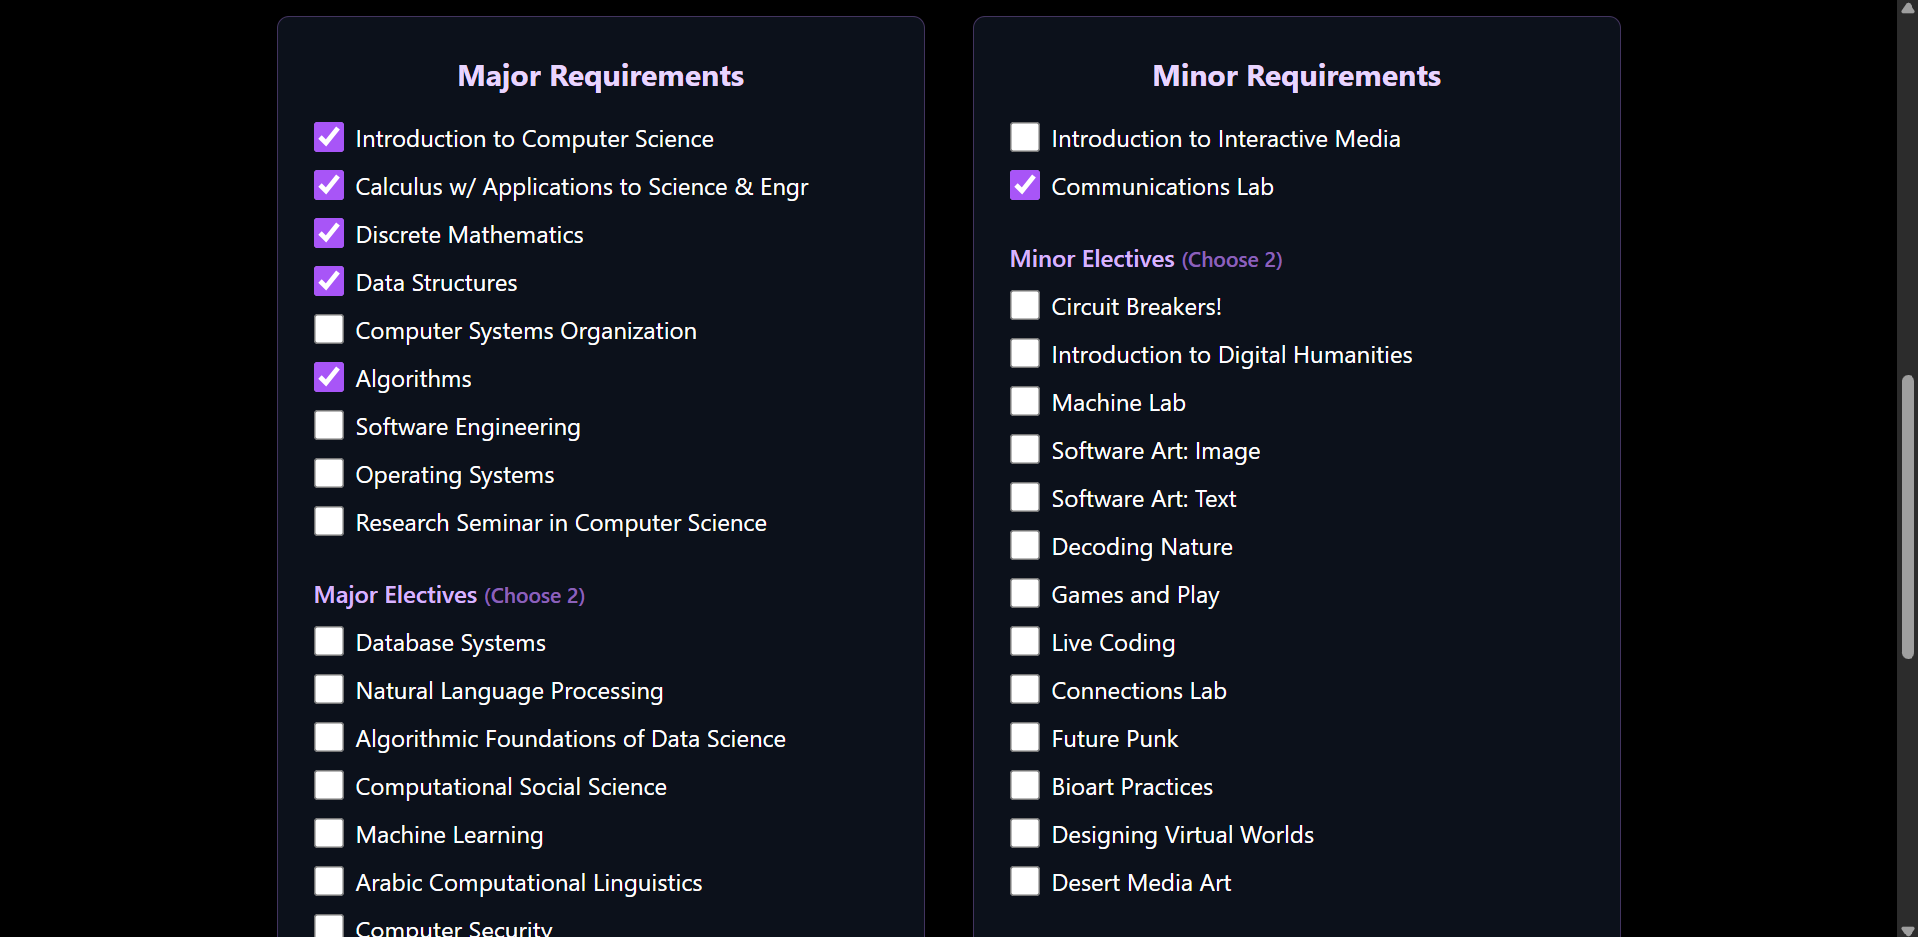 Major Requirements
Introduction to Computer Science
Calculus w/ Applications to Science & Engr
Discrete Mathematics
Data Structures
Computer Systems Organization
Algorithms
Software Engineering
Operating Systems
Research Seminar in Computer Science
Major Electives (Choose 2)
Database Systems
Natural Language Processing
Algorithmic Foundations of Data Science
Computational Social Science
Machine Learning
Arabic Computational Linguistics
Computer Security
Minor Requirements
Introduction to Interactive Media
Communications Lab
Minor Electives (Choose 2)
Circuit Breakers!
Introduction to Digital Humanities
Machine Lab
Software Art: Image
Software Art: Text
Decoding Nature
Games and Play
Live Coding
Connections Lab
Future Punk
Bioart Practices
Designing Virtual Worlds
Desert Media Art